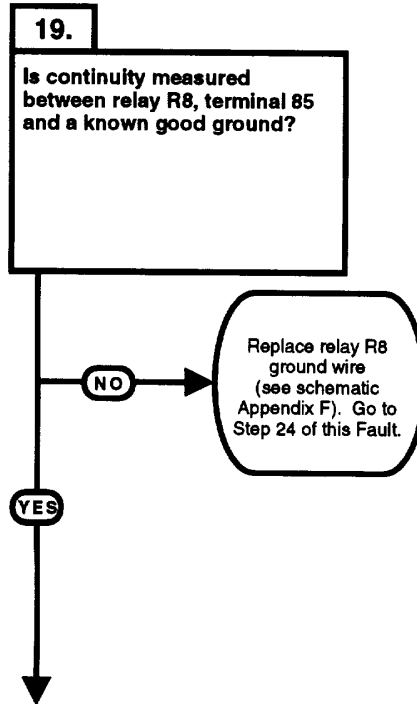 19.
Is continuity measured
between relay R8, terminal 85
and a known good ground?
Replace relay R8
ground wire
(see schematic
Appendix F). Go to
Step 24 of this Fault.
NO
YES